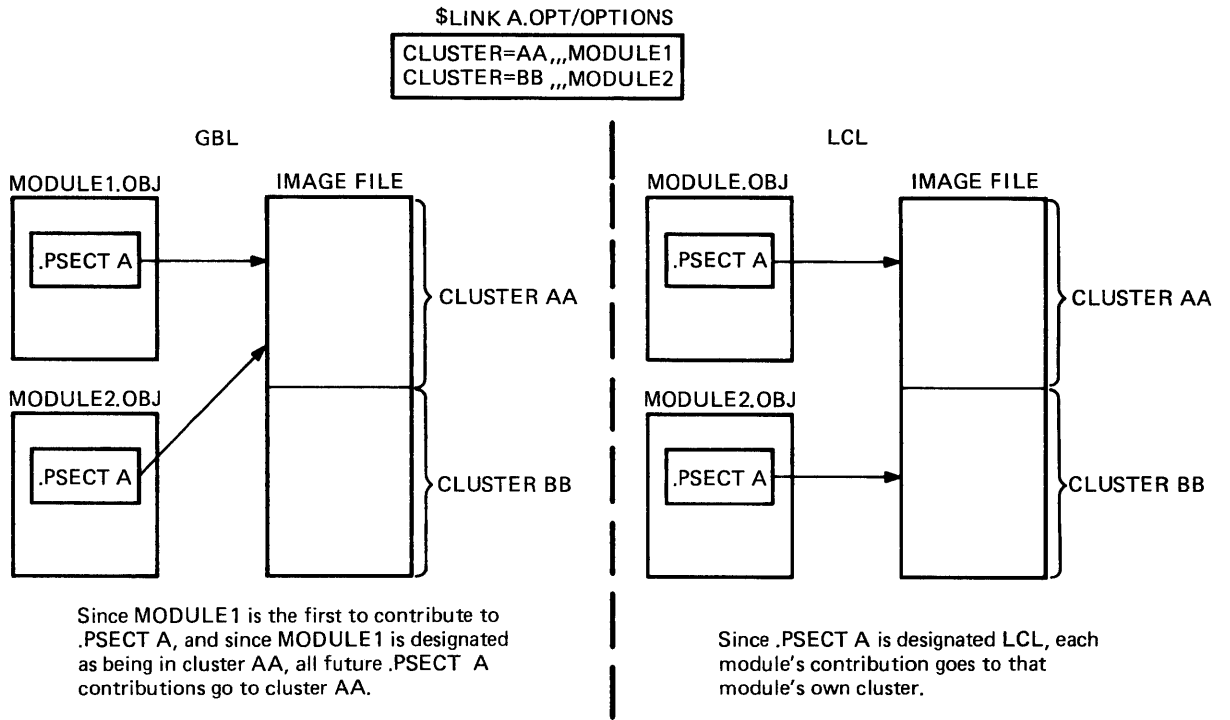 $LINK A.OPT/OPTIONS
CLUSTER=AA,,,MODULE1
CLUSTER=BB,,,MODULE2
GBL
MODULE1.OBJ
IMAGE FILE
.PSECT A
CLUSTER AA
MODULE2.OBJ
.PSECT A
CLUSTER BB
Since MODULE1 is the first to contribute to
.PSECT A, and since MODULE1 is designated
as being in cluster AA, all future .PSECT A
contributions go to cluster AA.
LCL
MODULE.OBJ
IMAGE FILE
.PSECT A
CLUSTER AA
MODULE2.OBJ
.PSECT A
CLUSTER BB
Since .PSECT A is designated LCL, each
module's contribution goes to that
module's own cluster.